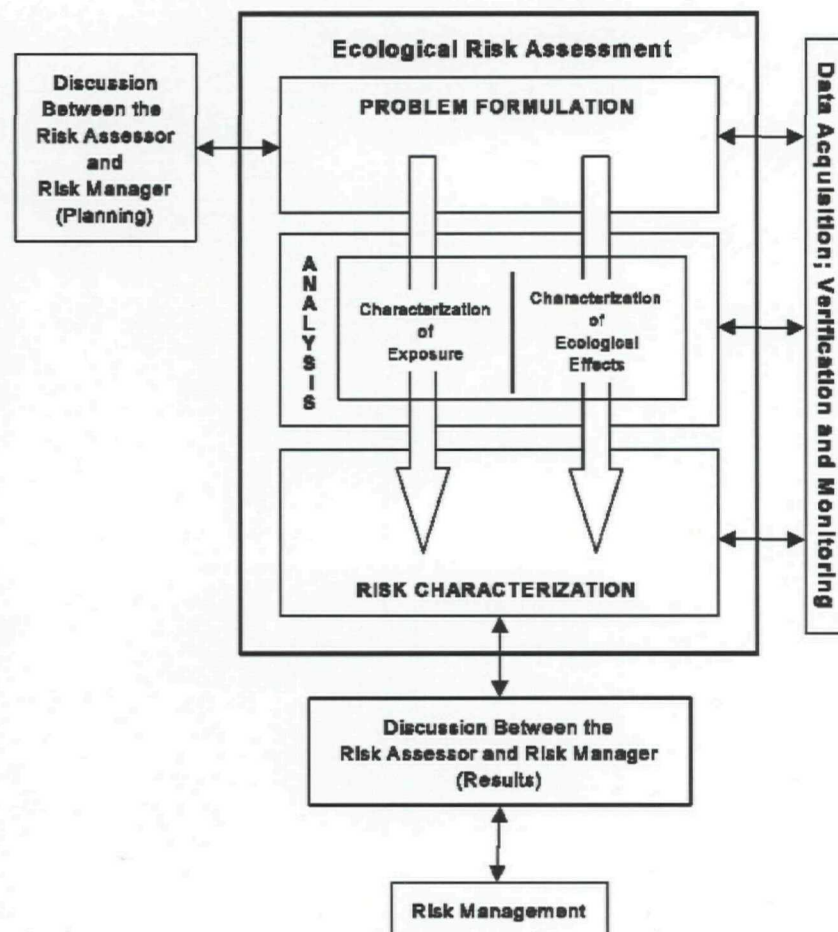 Ecological Risk Assessment
Discussion
Between the
Risk Assessor
and
Risk Manager
(Planning)
PROBLEM FORMULATION
ANALYSIS
Characterization
of
Exposure
Characterization
of
Ecological
Effects
RISK CHARACTERIZATION
Data Acquisition; Verification and Monitoring
Discussion Between the
Risk Assessor and Risk Manager
(Results)
Risk Management